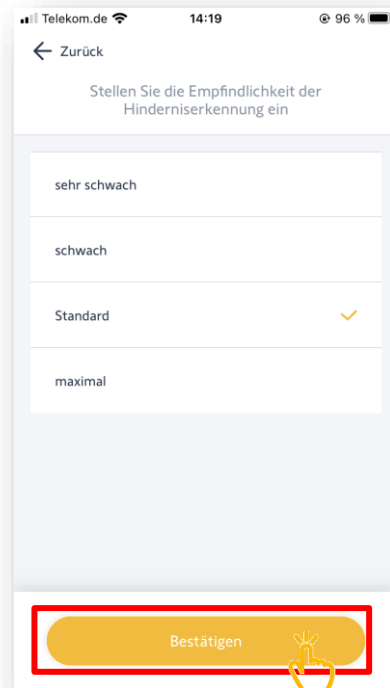 Telekom.de 14:19 96 %
Zurück
Stellen Sie die Empfindlichkeit der
Hinderniserkennung ein
sehr schwach
schwach
Standard
maximal
Bestätigen